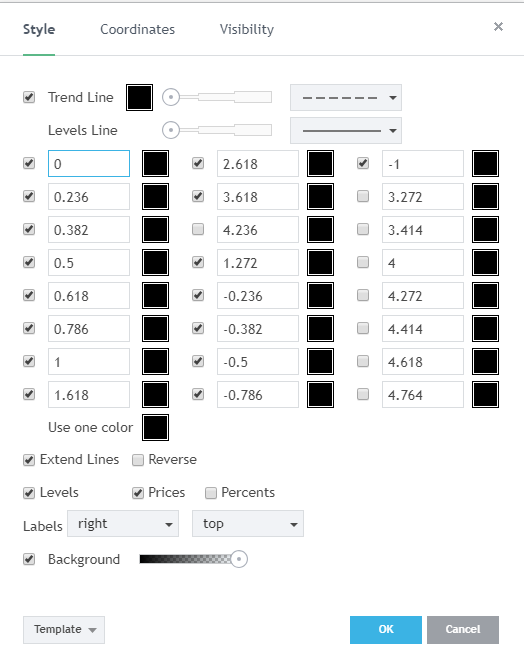 Style Coordinates Visibility ×
Trend Line
Levels Line
0 2.618 -1
0.236 3.618 3.272
0.382 4.236 3.414
0.5 1.272 4
0.618 -0.236 4.272
0.786 -0.382 4.414
1 -0.5 4.618
1.618 -0.786 4.764
Use one color
Extend Lines Reverse
Levels Prices Percents
Labels right top
Background
Template OK Cancel